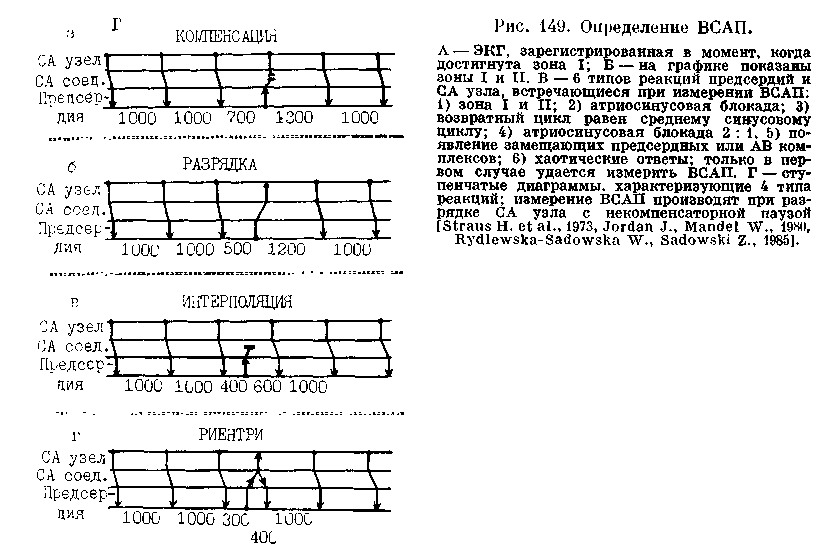 Г
а КОМПЕНСАЦИЯ
СА узел
СА соед.
Предсер-
дия 1000 1000 700 1300 1000
б РАЗРЯДКА
СА узел
СА соед.
Предсер-
дия 1000 1000 500 1200 1000
в ИНТЕРПОЛЯЦИЯ
СА узел
СА соед.
Предсер-
дия 1000 1000 400 600 1000
г РИЕНТРИ
СА узел
СА соед.
Предсер-
ция 1000 1000 300 1000
400
Рис. 149. Определение ВСАП.
А — ЭКГ, зарегистрированная в момент, когда
достигнута зона I; Б — на графике показаны
зоны I и II. В — 6 типов реакций предсердий и
СА узла, встречающиеся при измерении ВСАП:
1) зона I и II; 2) атриосинусовая блокада; 3)
возвратный цикл равен среднему синусовому
циклу; 4) атриосинусовая блокада 2 : 1, 5) по-
явление замещающих предсердных или АВ ком-
плексов; 6) хаотические ответы; только в пер-
вом случае удается измерить ВСАП. Г — сту-
пенчатые диаграммы, характеризующие 4 типа
реакций; измерение ВСАП производят при раз-
рядке СА узла с некомпенсаторной паузой
[Straus H. et al., 1973, Jordan J., Mandel W., 1980,
Rydlewska-Sadowska W., Sadowski Z., 1985].